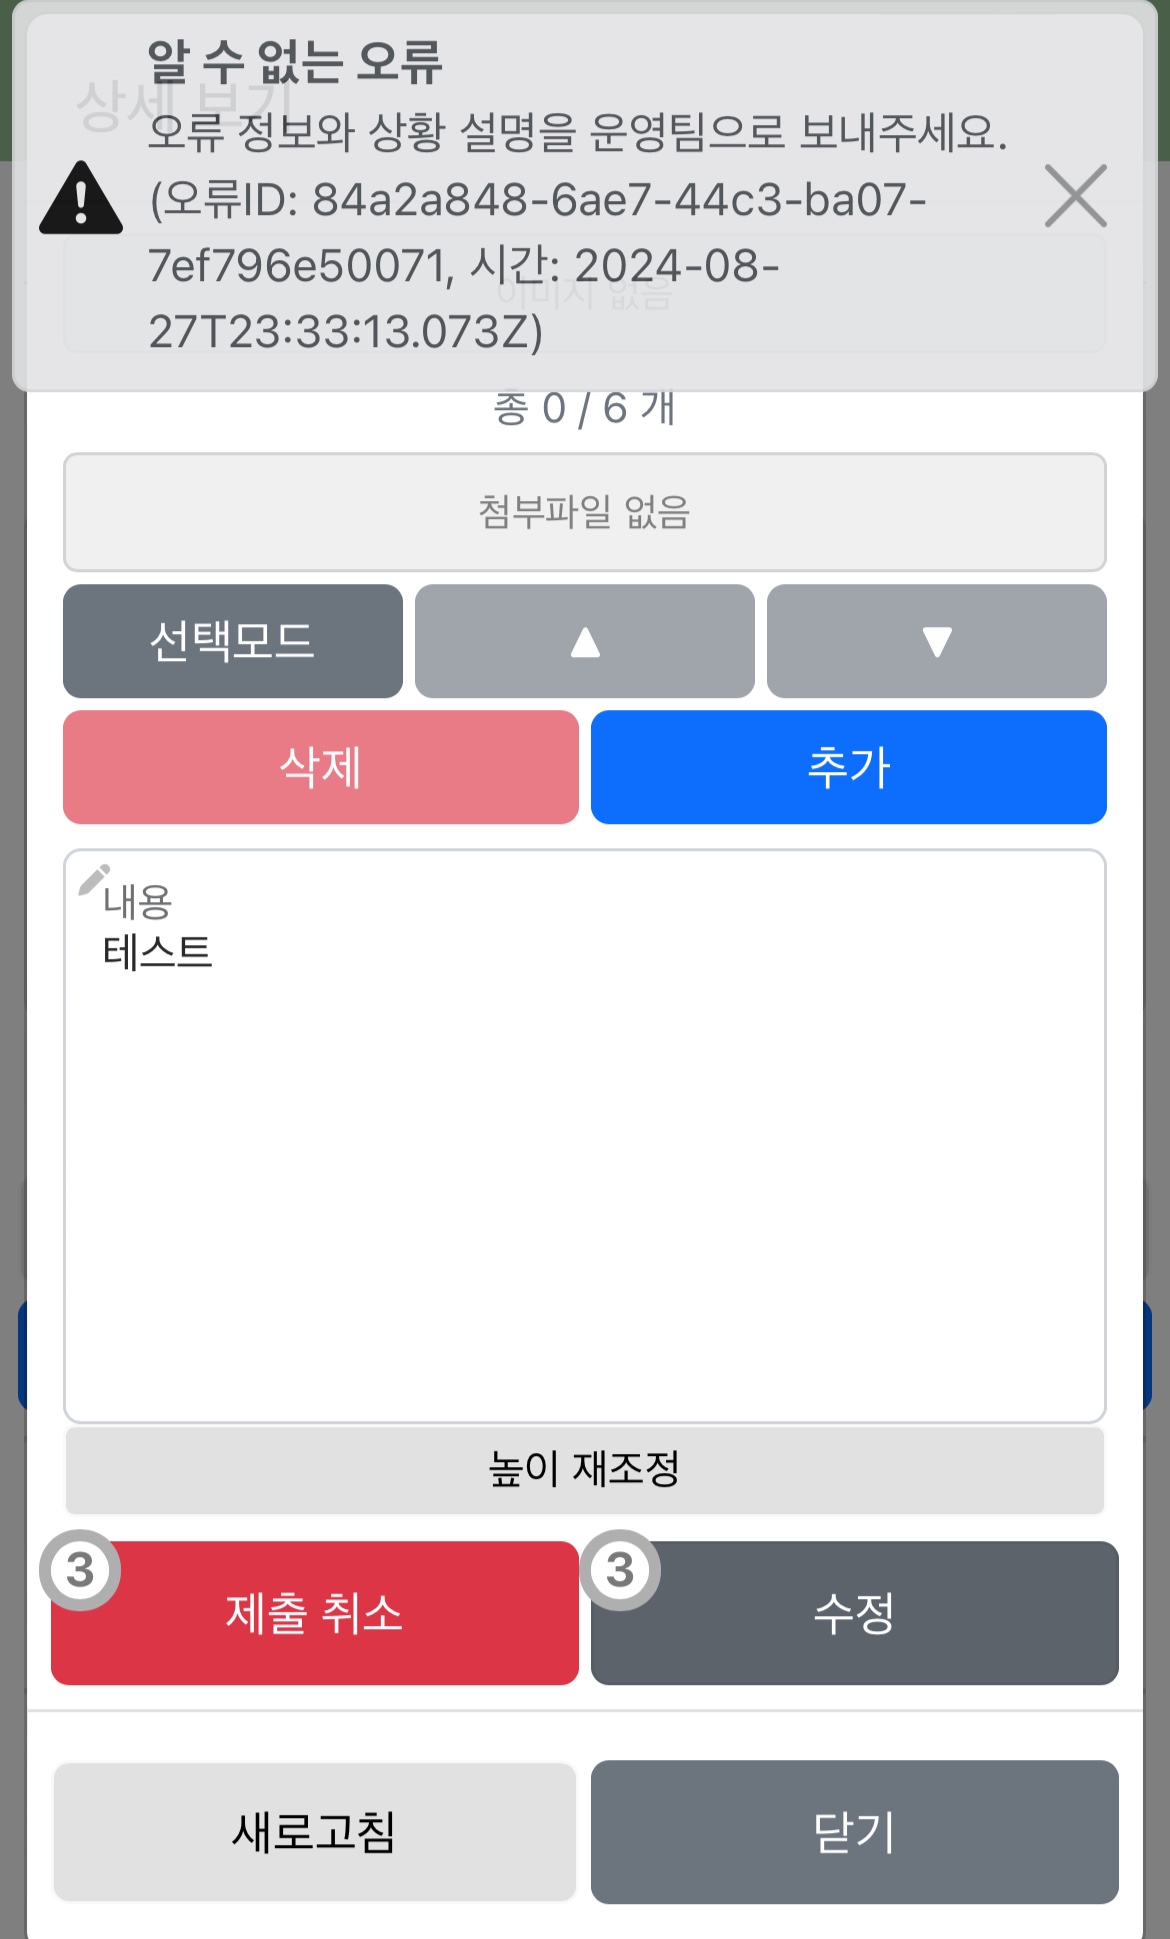 알 수 없는 오류
상세 보기
오류 정보와 상황 설명을 운영팀으로 보내주세요.
(오류ID: 84a2a848-6ae7-44c3-ba07-
7ef796e50071, 시간: 2024-08-
이미지 없음
27T23:33:13.073Z)
총 0 / 6 개
첨부파일 없음
선택모드
▲
▼
삭제
추가
내용
테스트
높이 재조정
3
제출 취소
3
수정
새로고침
닫기